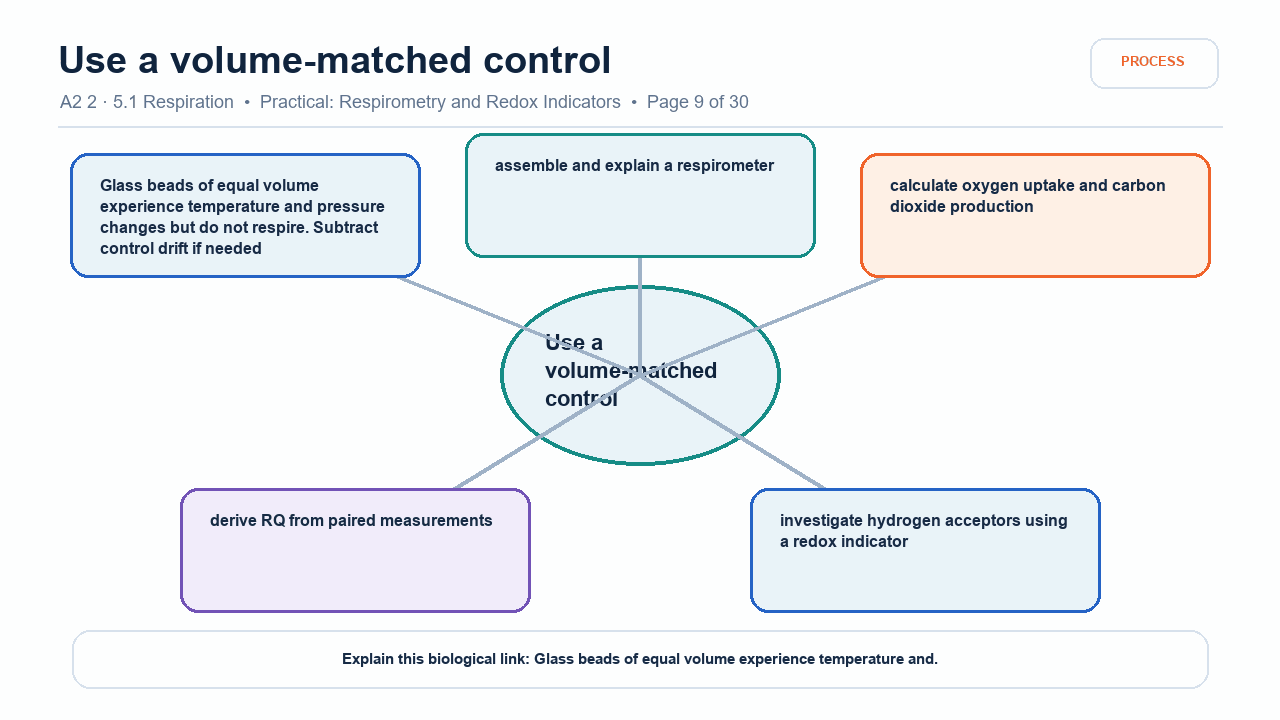 Use a volume-matched control
PROCESS
A2 2 · 5.1 Respiration • Practical: Respirometry and Redox Indicators • Page 9 of 30
Glass beads of equal volume
experience temperature and pressure
changes but do not respire. Subtract
control drift if needed
assemble and explain a respirometer
calculate oxygen uptake and carbon
dioxide production
Use a
volume-matched
control
derive RQ from paired measurements
investigate hydrogen acceptors using
a redox indicator
Explain this biological link: Glass beads of equal volume experience temperature and.